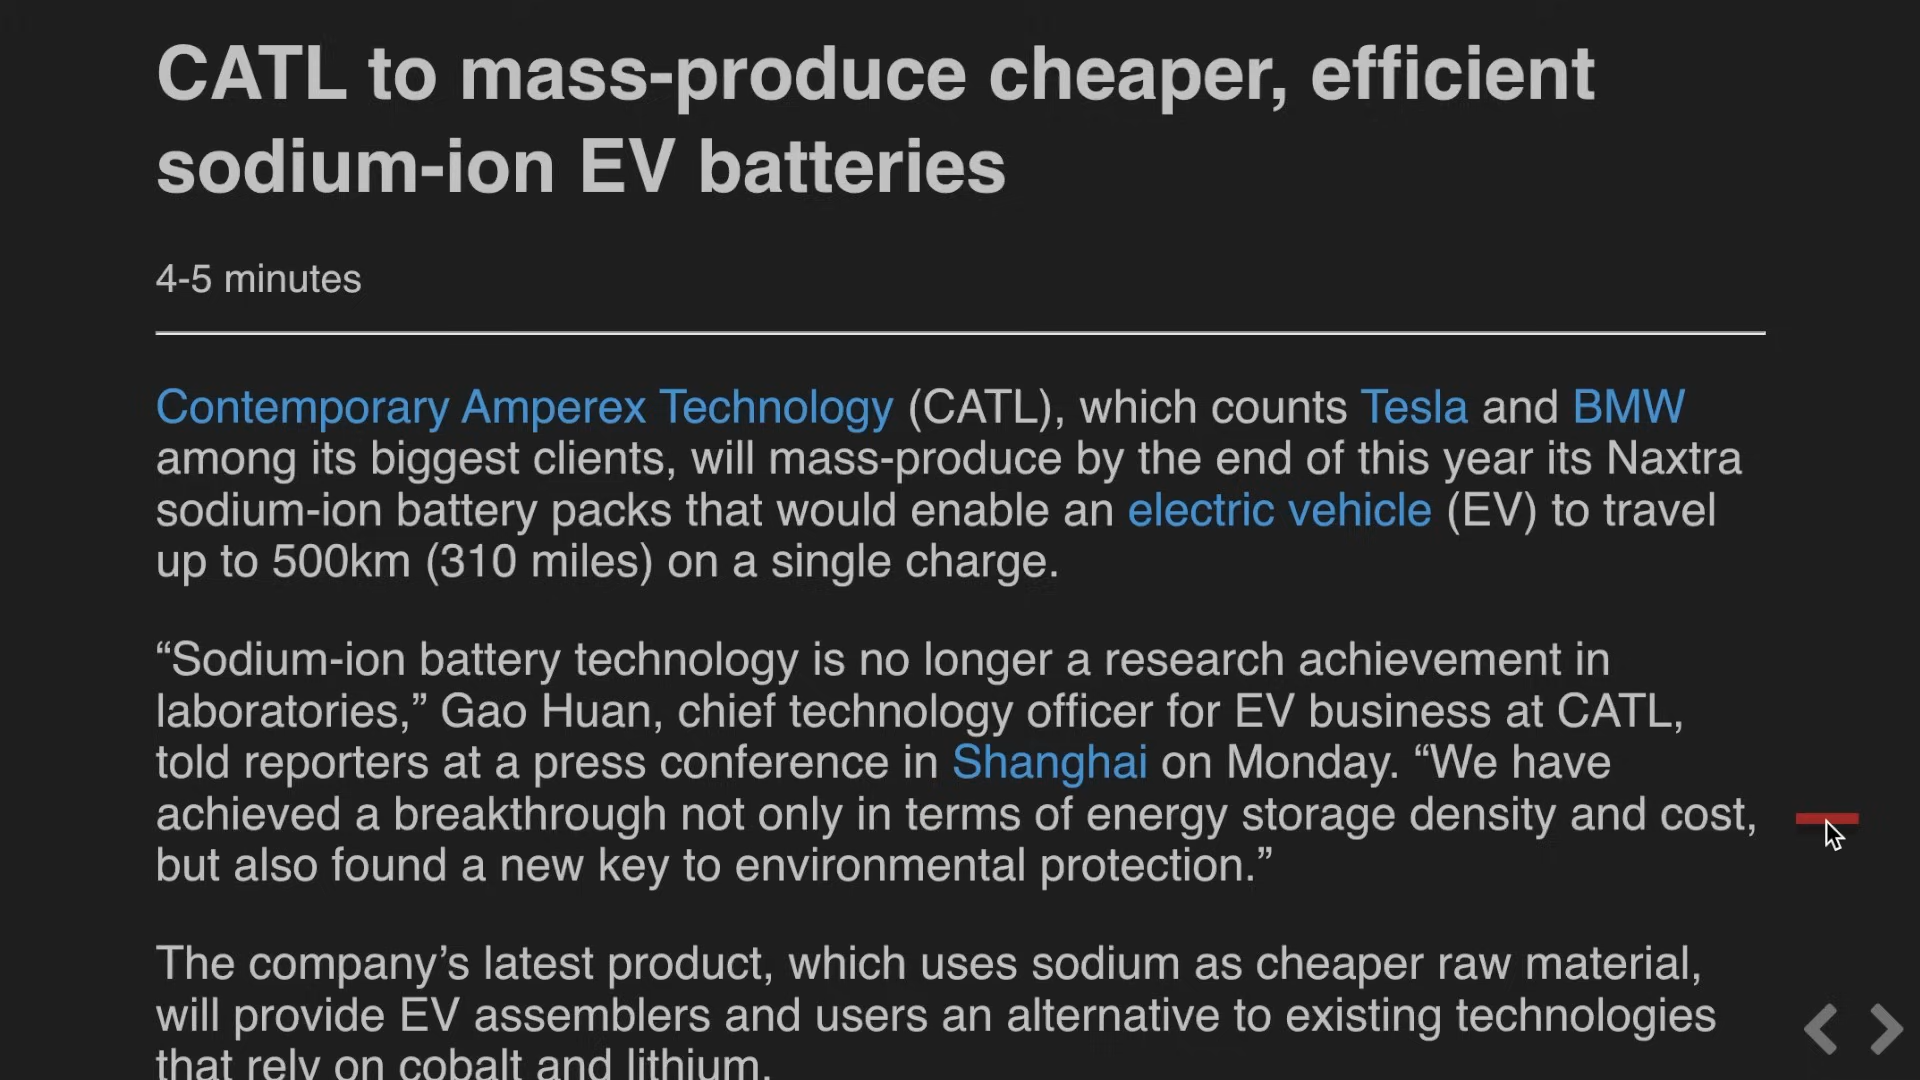 CATL to mass-produce cheaper, efficient
sodium-ion EV batteries
4-5 minutes
Contemporary Amperex Technology (CATL), which counts Tesla and BMW
among its biggest clients, will mass-produce by the end of this year its Naxtra
sodium-ion battery packs that would enable an electric vehicle (EV) to travel
up to 500km (310 miles) on a single charge.
“Sodium-ion battery technology is no longer a research achievement in
laboratories,” Gao Huan, chief technology officer for EV business at CATL,
told reporters at a press conference in Shanghai on Monday. “We have
achieved a breakthrough not only in terms of energy storage density and cost,
but also found a new key to environmental protection.”
The company’s latest product, which uses sodium as cheaper raw material,
will provide EV assemblers and users an alternative to existing technologies
that rely on cobalt and lithium.